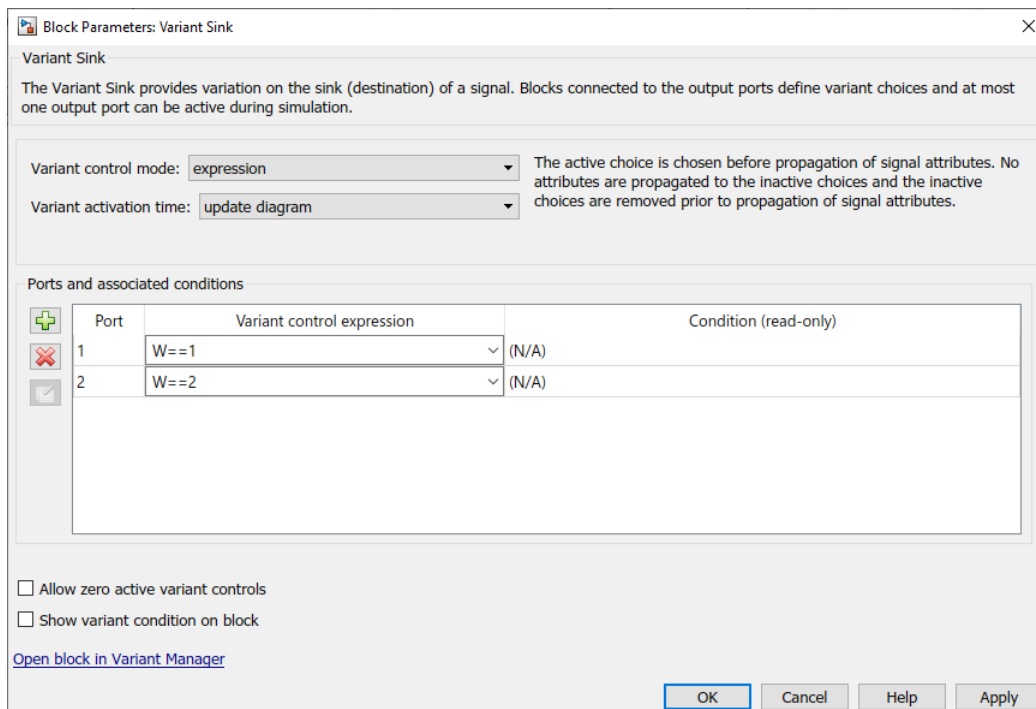 Block Parameters: Variant Sink
Variant Sink
The Variant Sink provides variation on the sink (destination) of a signal. Blocks connected to the output ports define variant choices and at most
one output port can be active during simulation.
Variant control mode: expression
The active choice is chosen before propagation of signal attributes. No
attributes are propagated to the inactive choices and the inactive
choices are removed prior to propagation of signal attributes.
Variant activation time: update diagram
Ports and associated conditions
Port Variant control expression Condition (read-only)
1 W==1 (N/A)
2 W==2 (N/A)
Allow zero active variant controls
Show variant condition on block
Open block in Variant Manager
OK Cancel Help Apply